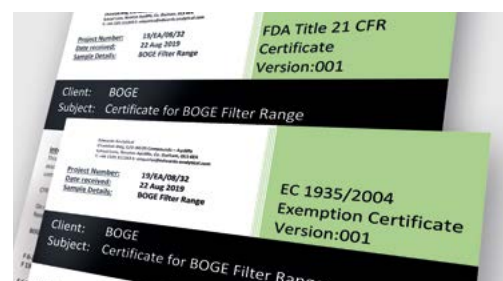 Project Number: 19/EA/08/32
Date received: 22 Aug 2019
Sample Details: BOGE Filter Range
FDA Title 21 CFR
Certificate
Version:001
Client: BOGE
Subject: Certificate for BOGE Filter Range
Edwards Analytical
Project Number: 19/EA/08/32
Date received: 22 Aug 2019
Sample Details: BOGE Filter Range
EC 1935/2004
Exemption Certificate
Version:001
Client: BOGE
Subject: Certificate for BOGE Filter Range